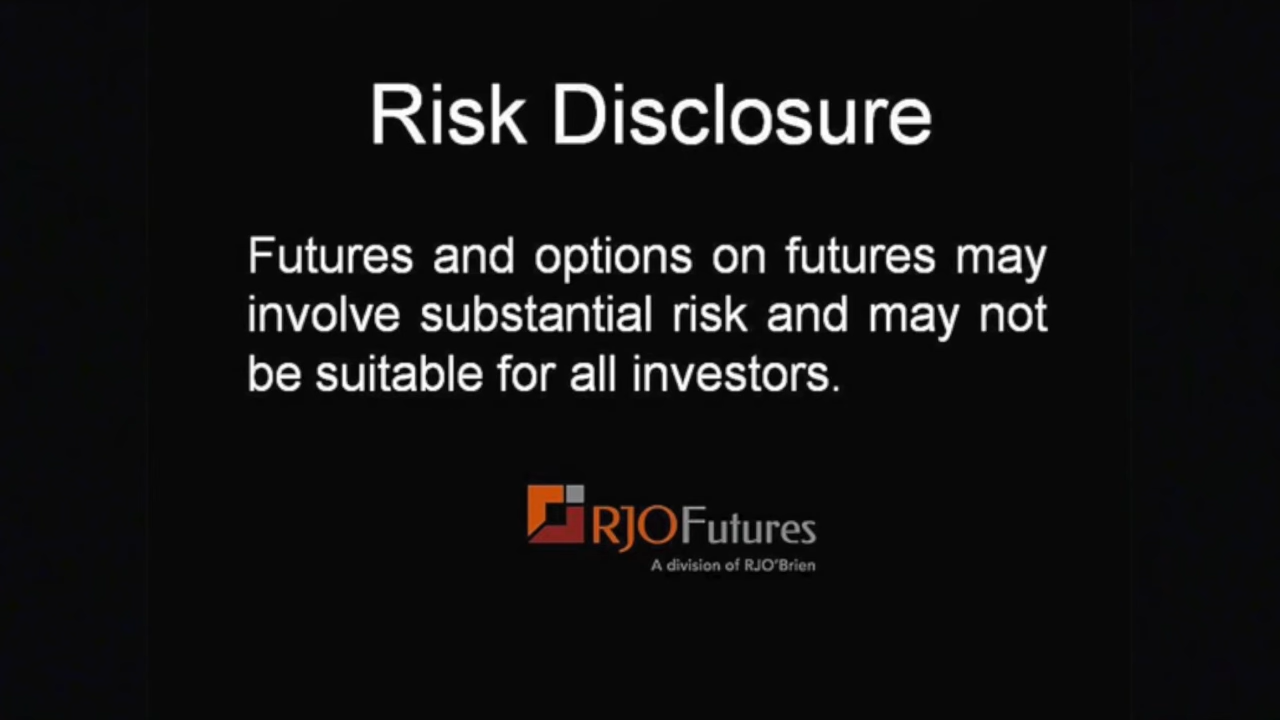 Risk Disclosure
Futures and options on futures may
involve substantial risk and may not
be suitable for all investors.
RJOFutures
A division of RJO'Brien